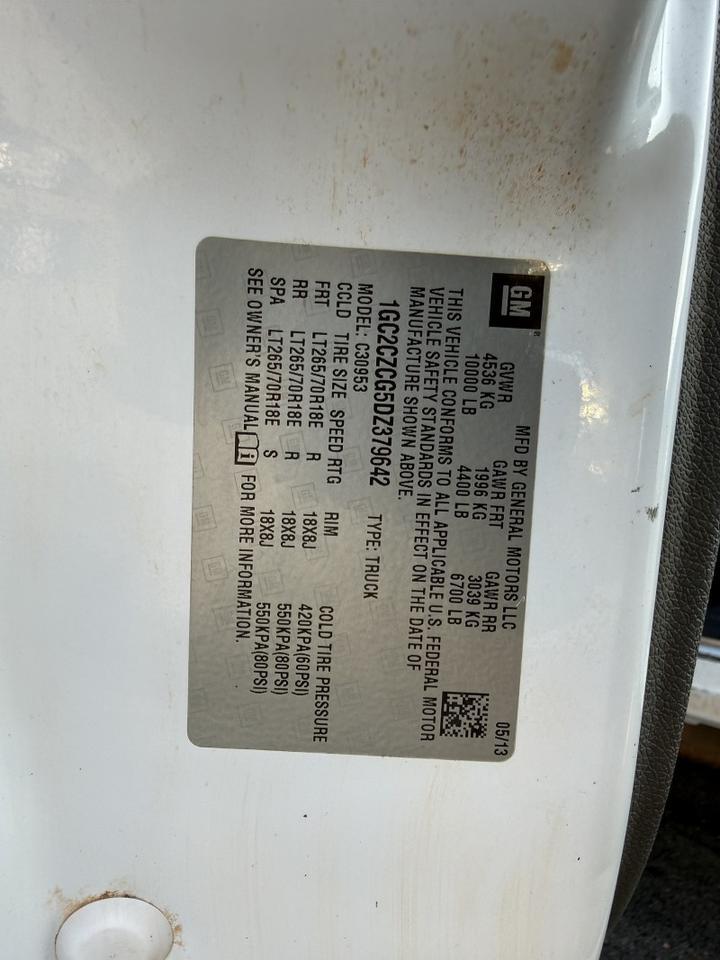 GM
MFD BY GENERAL MOTORS LLC 05/13
GVWR GAWR FRT GAWR RR
4536 KG 1996 KG 3039 KG
10000 LB 4400 LB 6700 LB
THIS VEHICLE CONFORMS TO ALL APPLICABLE U.S. FEDERAL MOTOR
VEHICLE SAFETY STANDARDS IN EFFECT ON THE DATE OF
MANUFACTURE SHOWN ABOVE.
1GC2CZCG5DZ379642 TYPE: TRUCK
MODEL: C30953
CCLD TIRE SIZE SPEED RTG RIM COLD TIRE PRESSURE
FRT LT265/70R18E R 18X8J 420KPA(60PSI)
RR LT265/70R18E R 18X8J 550KPA(80PSI)
SPA LT265/70R18E S 18X8J 550KPA(80PSI)
SEE OWNER'S MANUAL i FOR MORE INFORMATION.